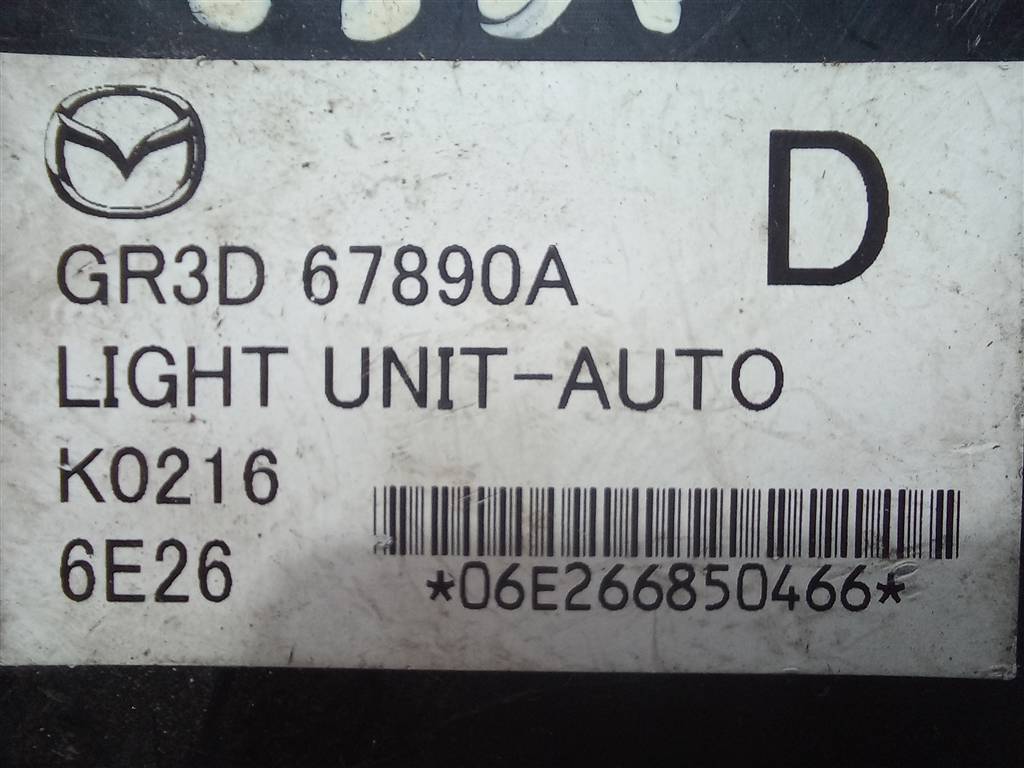 D
GR3D 67890A
LIGHT UNIT-AUTO
K0216
6E26
*06E266850466*